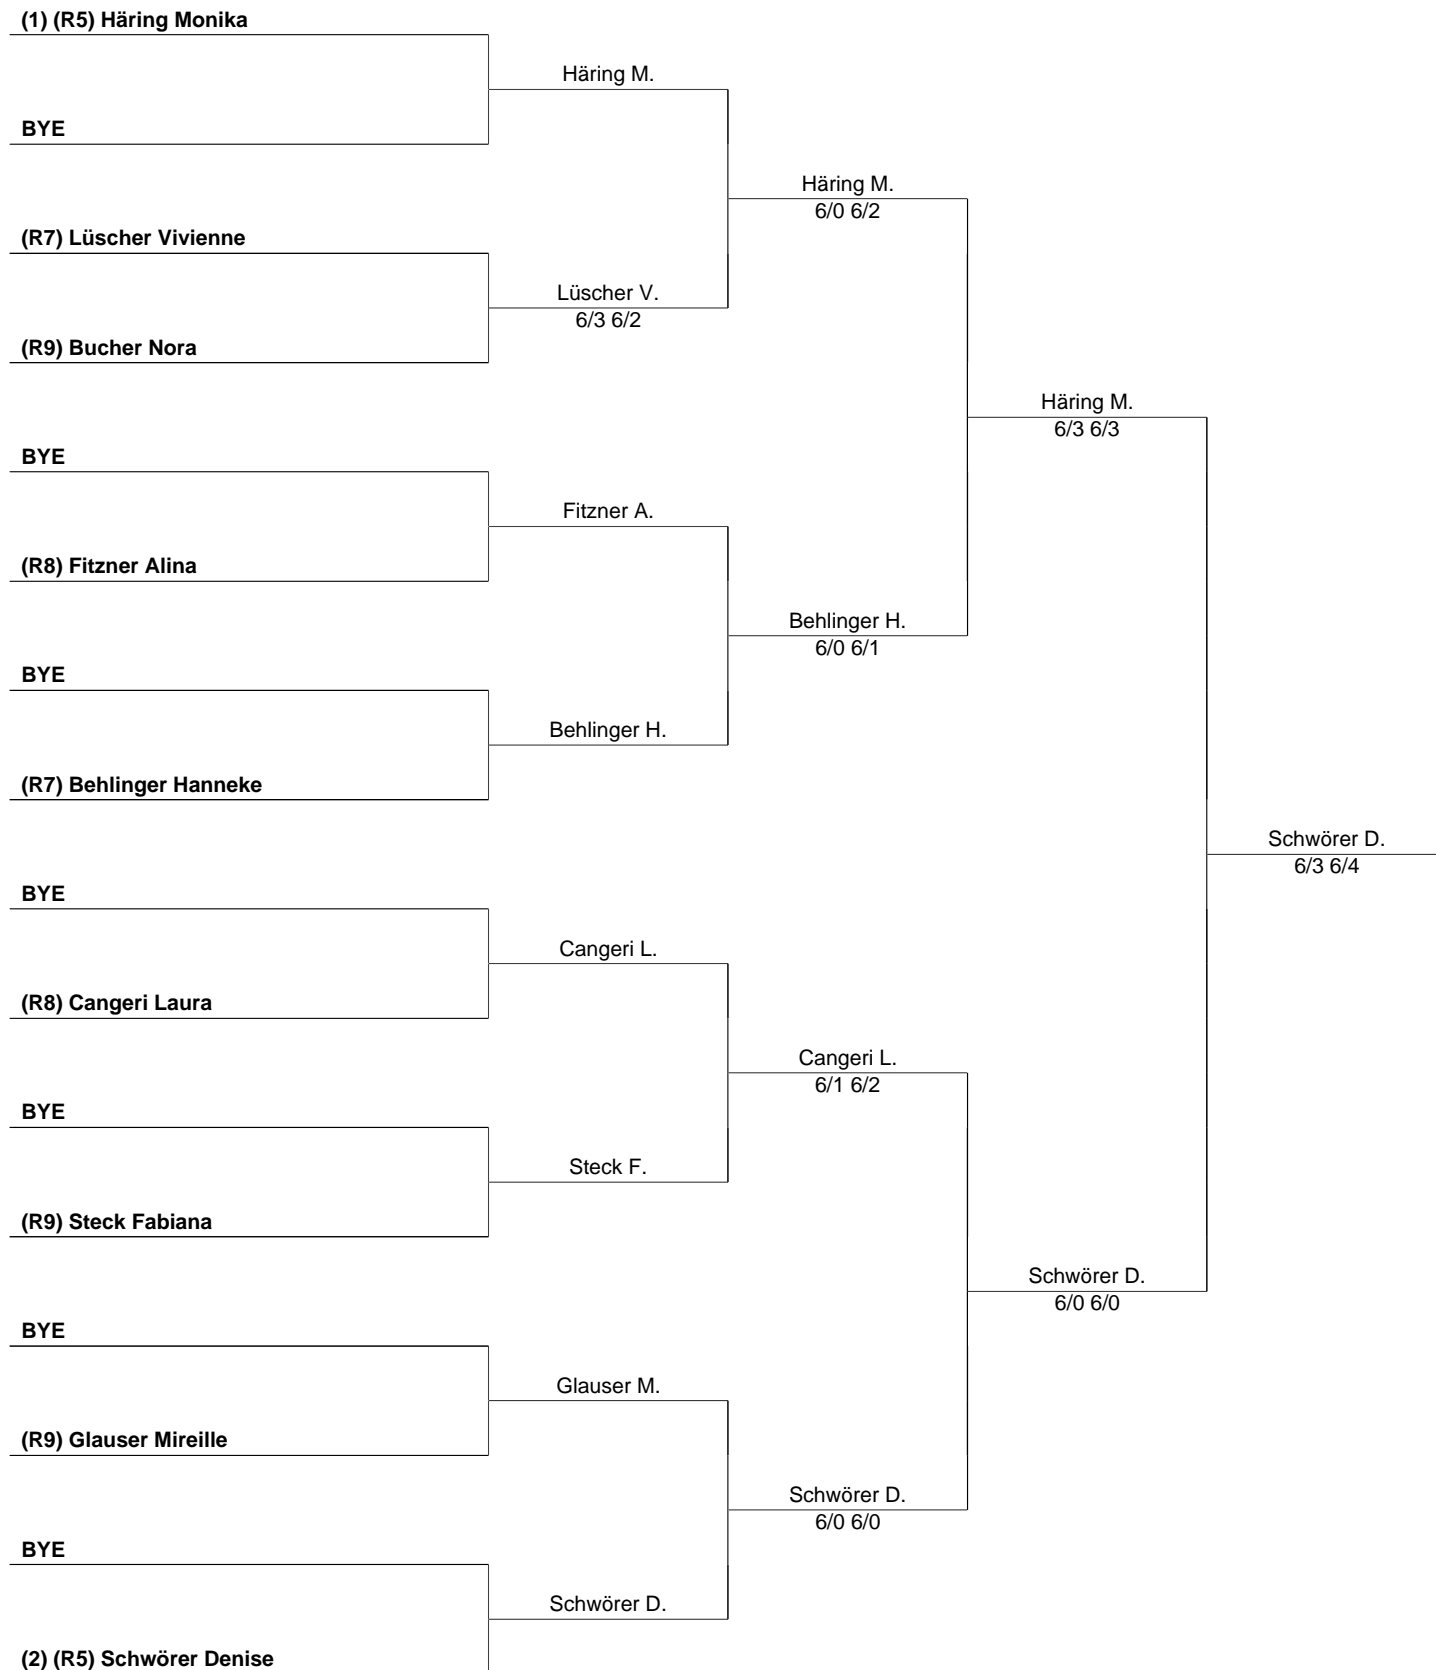 (1) (R5) Häring Monika
Häring M.
BYE
Häring M.
6/0 6/2
(R7) Lüscher Vivienne
Lüscher V.
6/3 6/2
(R9) Bucher Nora
Häring M.
6/3 6/3
BYE
Fitzner A.
(R8) Fitzner Alina
Behlinger H.
6/0 6/1
BYE
Behlinger H.
(R7) Behlinger Hanneke
Schwörer D.
6/3 6/4
BYE
Cangeri L.
(R8) Cangeri Laura
Cangeri L.
6/1 6/2
BYE
Steck F.
(R9) Steck Fabiana
Schwörer D.
6/0 6/0
BYE
Glauser M.
(R9) Glauser Mireille
Schwörer D.
6/0 6/0
BYE
Schwörer D.
(2) (R5) Schwörer Denise